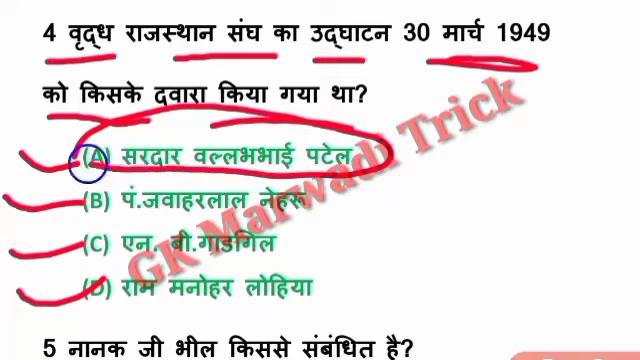 4 वृद्ध राजस्थान संघ का उद्घाटन 30 मार्च 1949
को किसके दवारा किया गया था?
(A) सरदार वल्लभभाई पटेल
(B) पं.जवाहरलाल नेहरू
(C) एन. बी.गाडगिल
(D) राम मनोहर लोहिया
GK Marwadi Trick
5 नानक जी भील किससे संबंधित है?